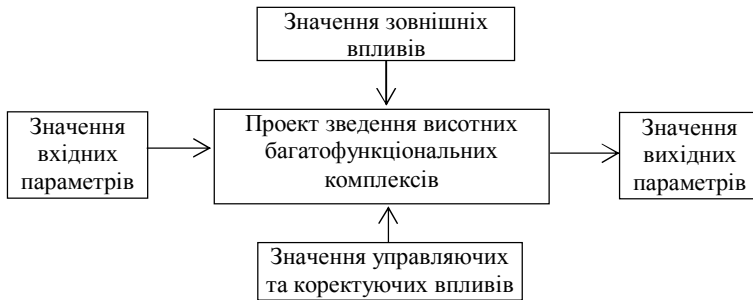 Значення зовнішніх
впливів
Значення
вхідних
параметрів
Проект зведення висотних
багатофункціональних
комплексів
Значення
вихідних
параметрів
Значення управляючих
та коректуючих впливів